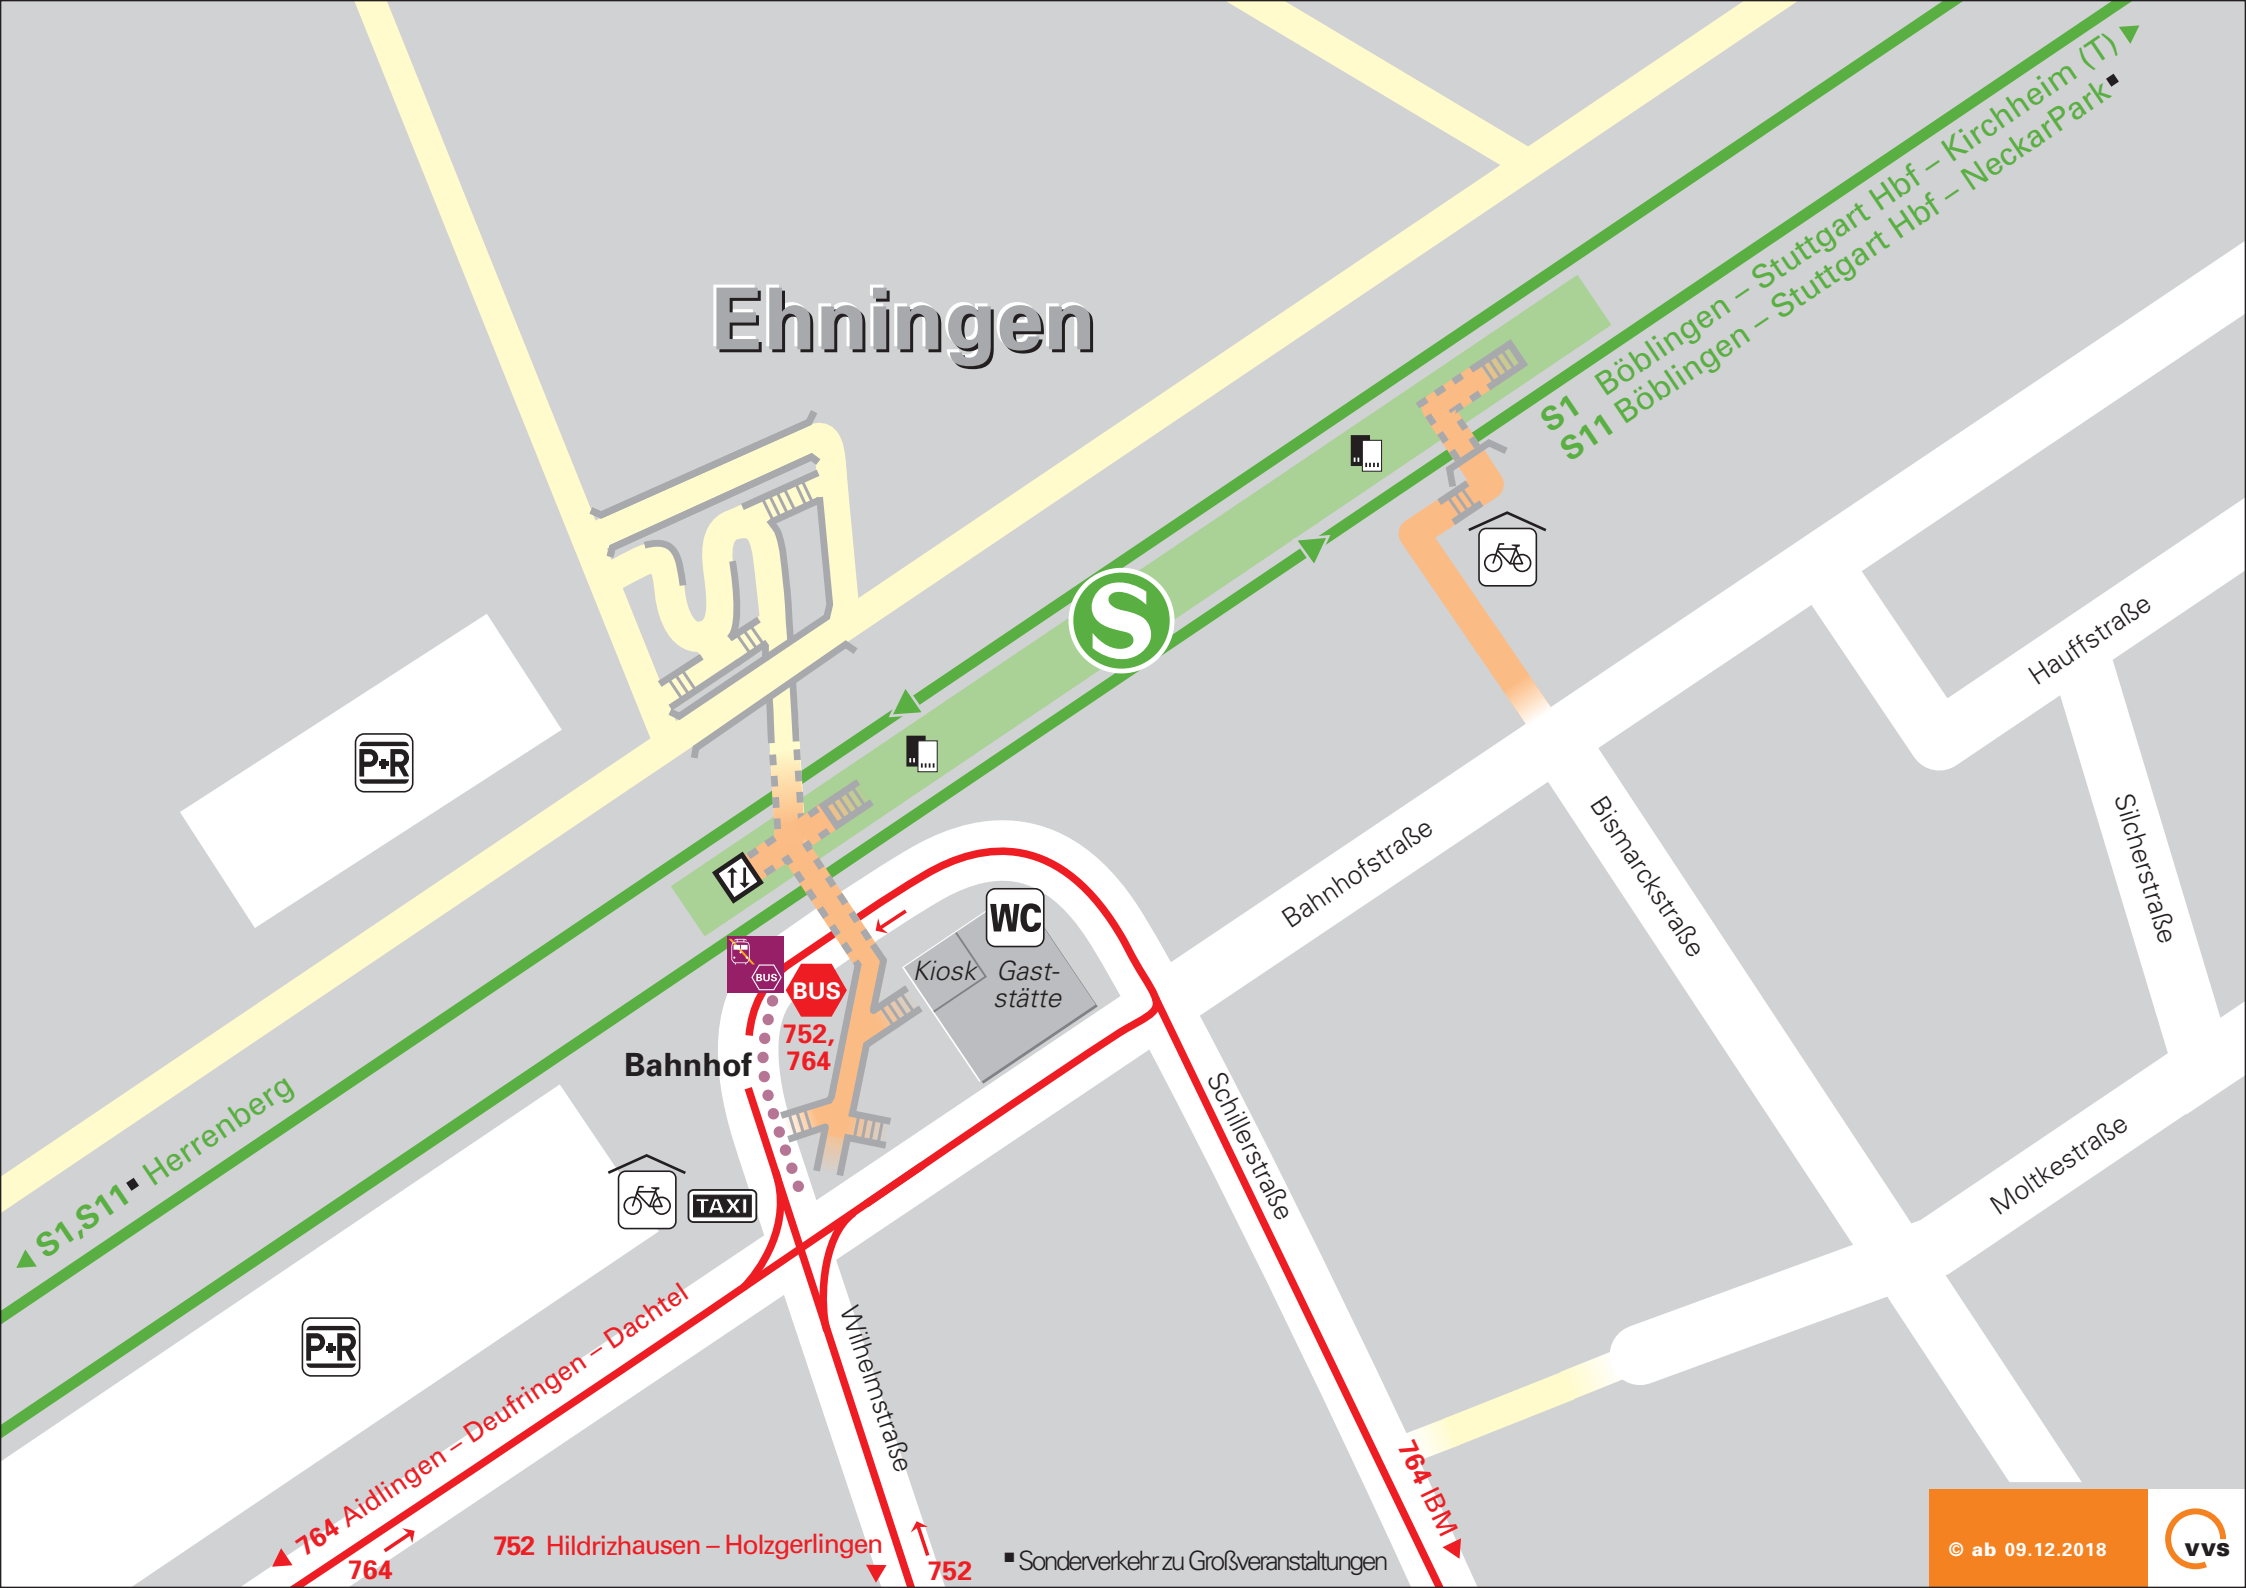 S1 Böblingen – Stuttgart Hbf – Kirchheim (T)
S11 Böblingen – Stuttgart Hbf – NeckarPark▪
Ehningen
S
P+R
Hauffstraße
Silcherstraße
Bismarckstraße
Bahnhofstraße
WC
Kiosk
Gast-
stätte
BUS
BUS
752,
764
Bahnhof
S1,S11▪ Herrenberg
TAXI
Schillerstraße
Moltkestraße
P+R
Wilhelmstraße
764 Aidlingen – Deufringen – Dachtel
764
752 Hildrizhausen – Holzgerlingen
752
764 IBM
▪ Sonderverkehr zu Großveranstaltungen
© ab 09.12.2018
vvs